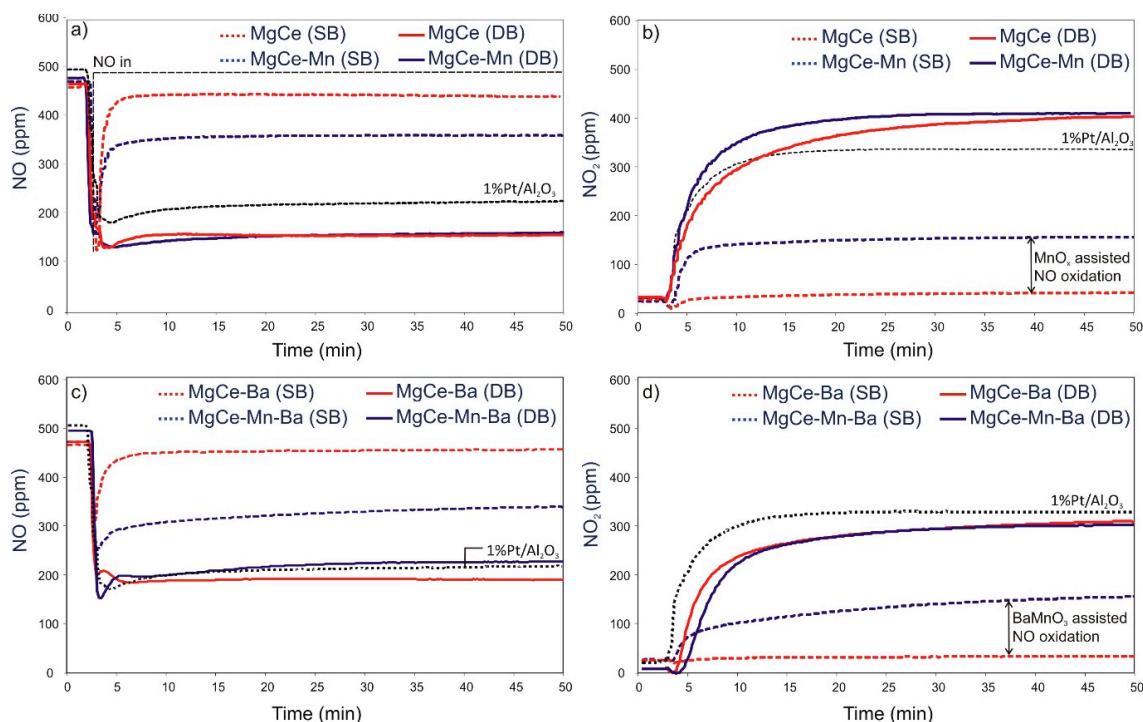 a)
MgCe (SB) MgCe (DB)
MgCe-Mn (SB) MgCe-Mn (DB)
NO in
1%Pt/Al₂O₃
NO (ppm)
600
500
400
300
200
100
0
0 5 10 15 20 25 30 35 40 45 50
Time (min)
b)
MgCe (SB) MgCe (DB)
MgCe-Mn (SB) MgCe-Mn (DB)
1%Pt/Al₂O₃
MnOₓ assisted
NO oxidation
NO₂ (ppm)
600
500
400
300
200
100
0
0 5 10 15 20 25 30 35 40 45 50
Time (min)
c)
MgCe-Ba (SB) MgCe-Ba (DB)
MgCe-Mn-Ba (SB) MgCe-Mn-Ba (DB)
1%Pt/Al₂O₃
NO (ppm)
600
500
400
300
200
100
0
0 5 10 15 20 25 30 35 40 45 50
Time (min)
d)
MgCe-Ba (SB) MgCe-Ba (DB)
MgCe-Mn-Ba (SB) MgCe-Mn-Ba (DB)
1%Pt/Al₂O₃
BaMnO₃ assisted
NO oxidation
NO₂ (ppm)
600
500
400
300
200
100
0
0 5 10 15 20 25 30 35 40 45 50
Time (min)